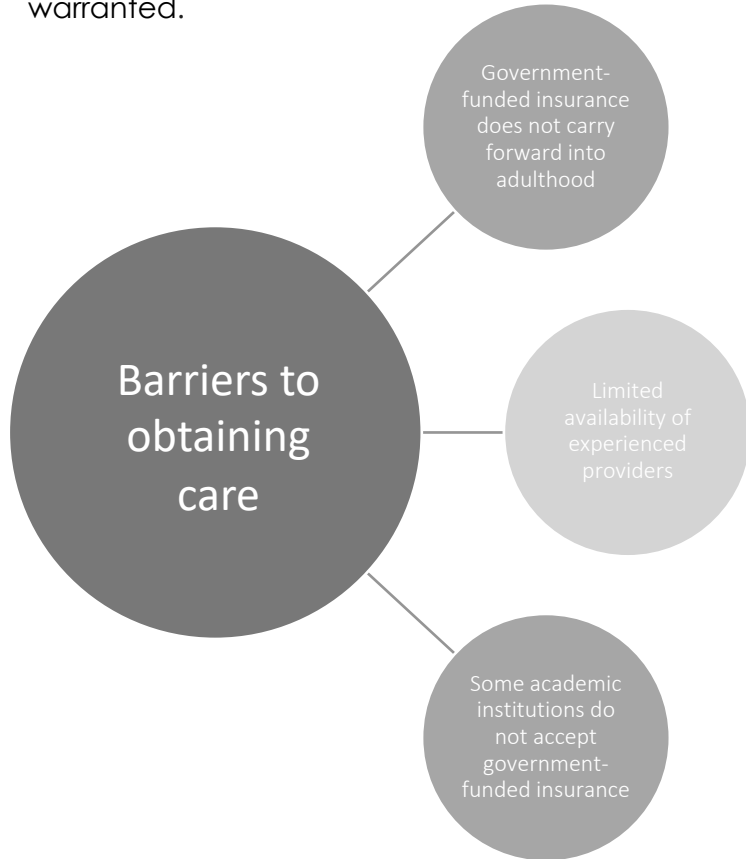 warranted.
Government-
funded insurance
does not carry
forward into
adulthood
Barriers to
obtaining
care
Limited
availability of
experienced
providers
Some academic
institutions do
not accept
government-
funded insurance